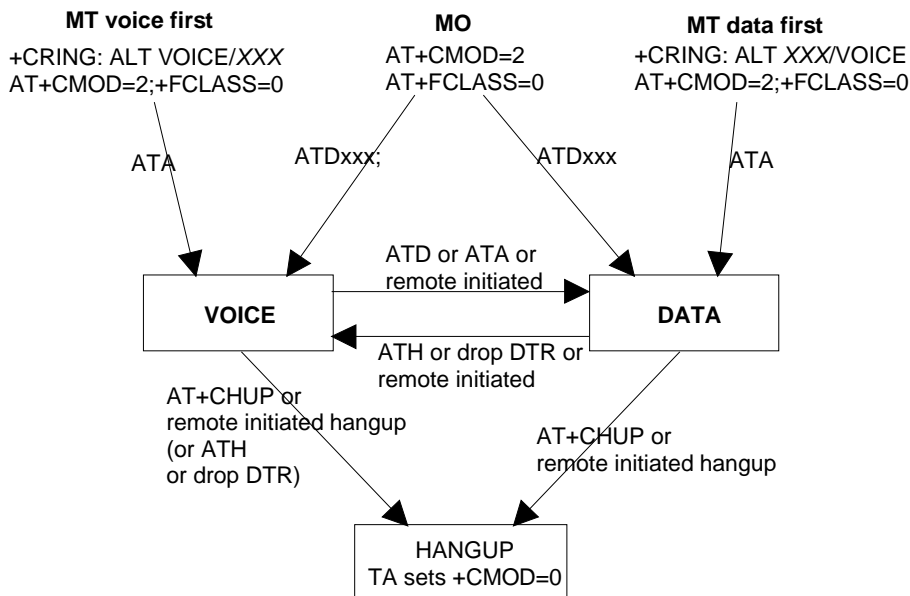 MT voice first
+CRING: ALT VOICE/XXX
AT+CMOD=2;+FCLASS=0
MO
AT+CMOD=2
AT+FCLASS=0
MT data first
+CRING: ALT XXX/VOICE
AT+CMOD=2;+FCLASS=0
ATA
ATDxxx;
ATDxxx
ATA
ATD or ATA or
remote initiated
VOICE
DATA
ATH or drop DTR or
remote initiated
AT+CHUP or
remote initiated hangup
(or ATH
or drop DTR)
AT+CHUP or
remote initiated hangup
HANGUP
TA sets +CMOD=0